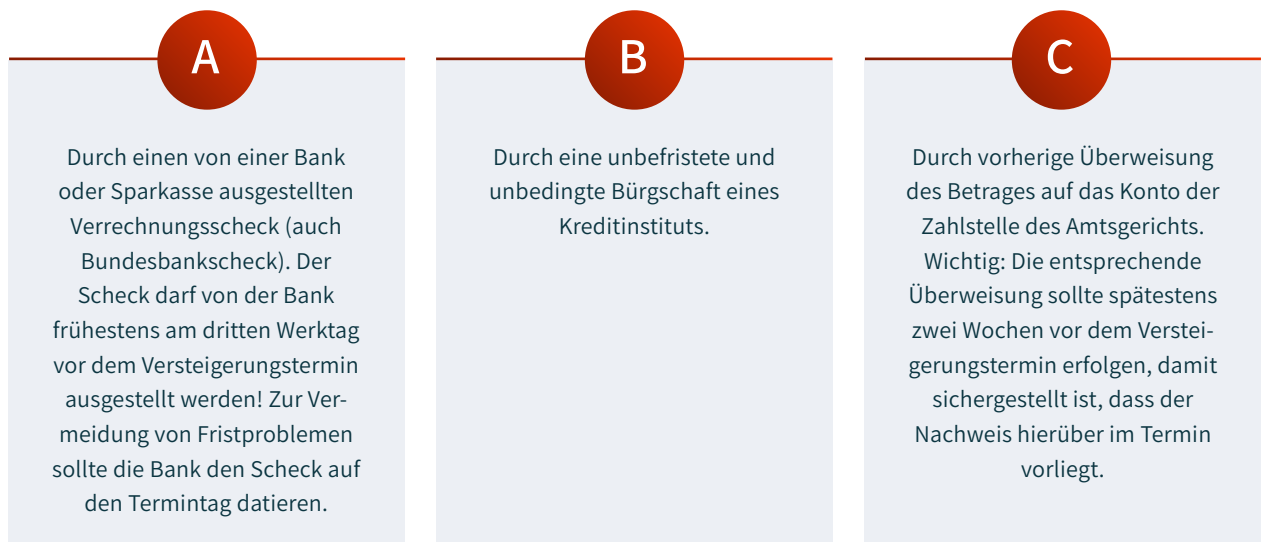 A
Durch einen von einer Bank
oder Sparkasse ausgestellten
Verrechnungsscheck (auch
Bundesbankscheck). Der
Scheck darf von der Bank
frühestens am dritten Werktag
vor dem Versteigerungstermin
ausgestellt werden! Zur Ver-
meidung von Fristproblemen
sollte die Bank den Scheck auf
den Termintag datieren.
B
Durch eine unbefristete und
unbedingte Bürgschaft eines
Kreditinstituts.
C
Durch vorherige Überweisung
des Betrages auf das Konto der
Zahlstelle des Amtsgerichts.
Wichtig: Die entsprechende
Überweisung sollte spätestens
zwei Wochen vor dem Verstei-
gerungstermin erfolgen, damit
sichergestellt ist, dass der
Nachweis hierüber im Termin
vorliegt.